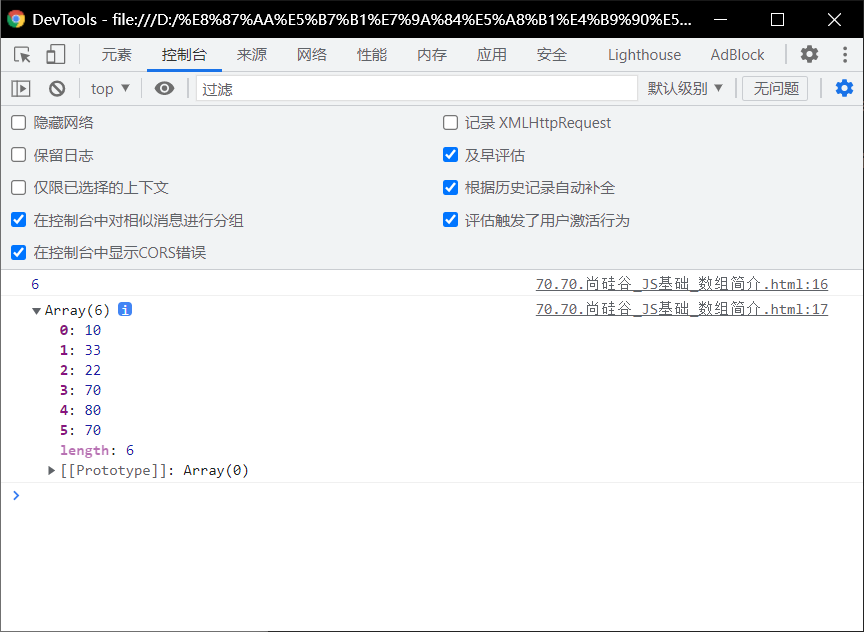 DevTools - file:///D:/%E8%87%AA%E5%B7%B1%E7%9A%84%E5%A8%B1%E4%B9%90%E5...
元素 控制台 来源 网络 性能 内存 应用 安全 Lighthouse AdBlock
top ▼ 过滤 默认级别 ▼ 无问题
隐藏网络 记录 XMLHttpRequest
保留日志 及早评估
仅限已选择的上下文 根据历史记录自动补全
在控制台中对相似消息进行分组 评估触发了用户激活行为
在控制台中显示CORS错误
6 70.70.尚硅谷_JS基础_数组简介.html:16
▼Array(6) i 70.70.尚硅谷_JS基础_数组简介.html:17
0: 10
1: 33
2: 22
3: 70
4: 80
5: 70
length: 6
▶[[Prototype]]: Array(0)
>